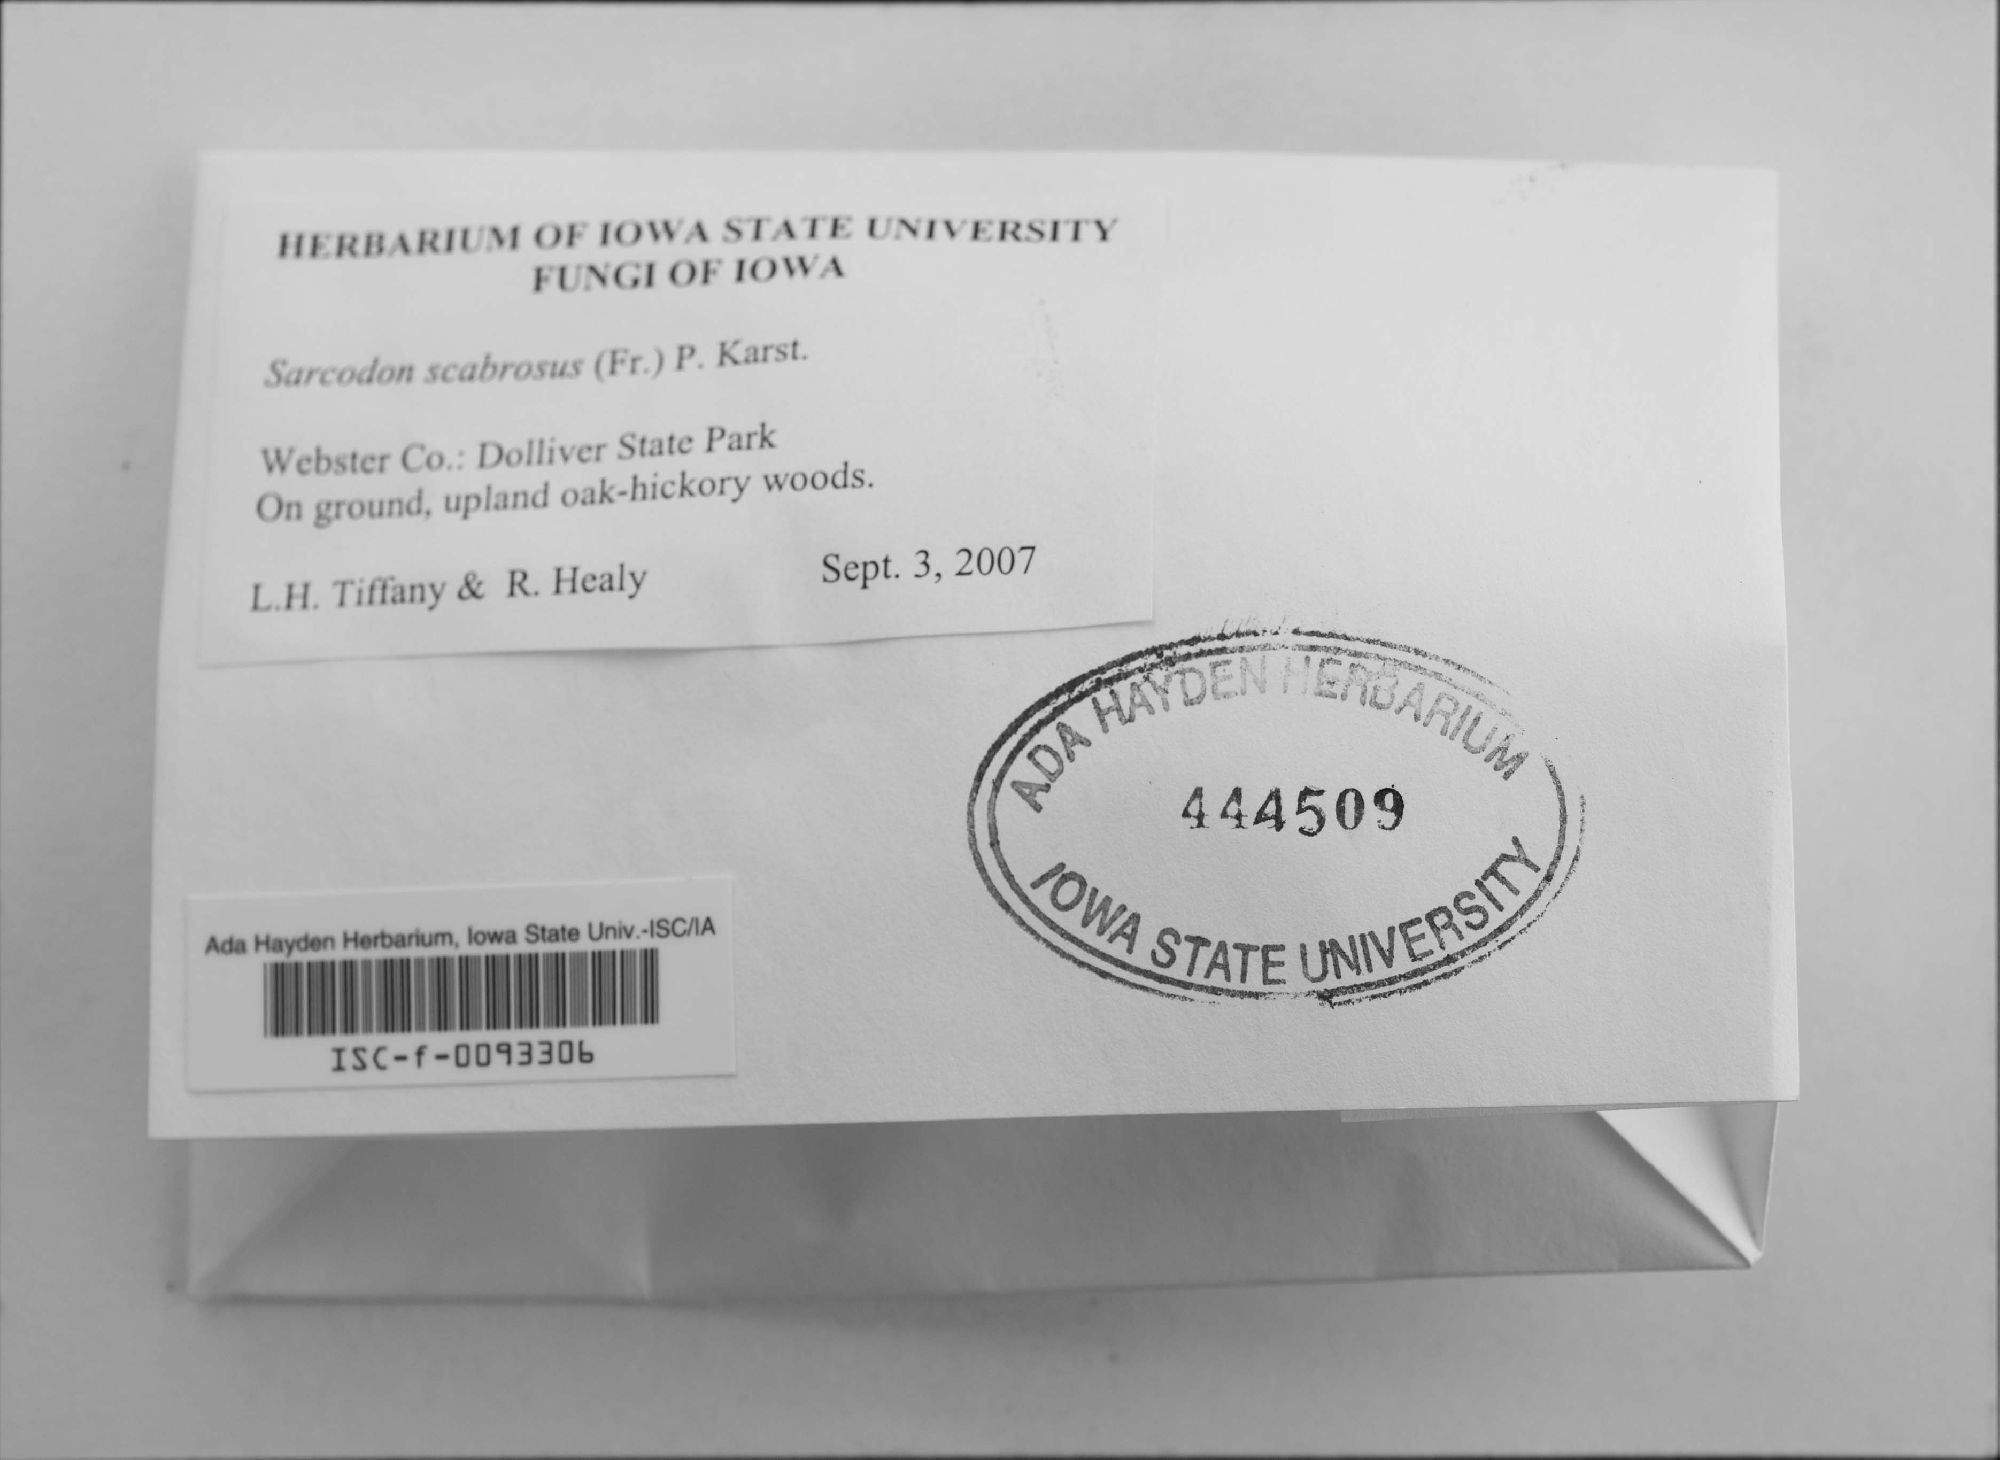 HERBARIUM OF IOWA STATE UNIVERSITY
FUNGI OF IOWA
Sarcodon scabrosus (Fr.) P. Karst.
Webster Co.: Dolliver State Park
On ground, upland oak-hickory woods.
L.H. Tiffany & R. Healy Sept. 3, 2007
ADA HAYDEN HERBARIUM
444509
IOWA STATE UNIVERSITY
Ada Hayden Herbarium, Iowa State Univ.-ISC/IA
ISC-f-0093306